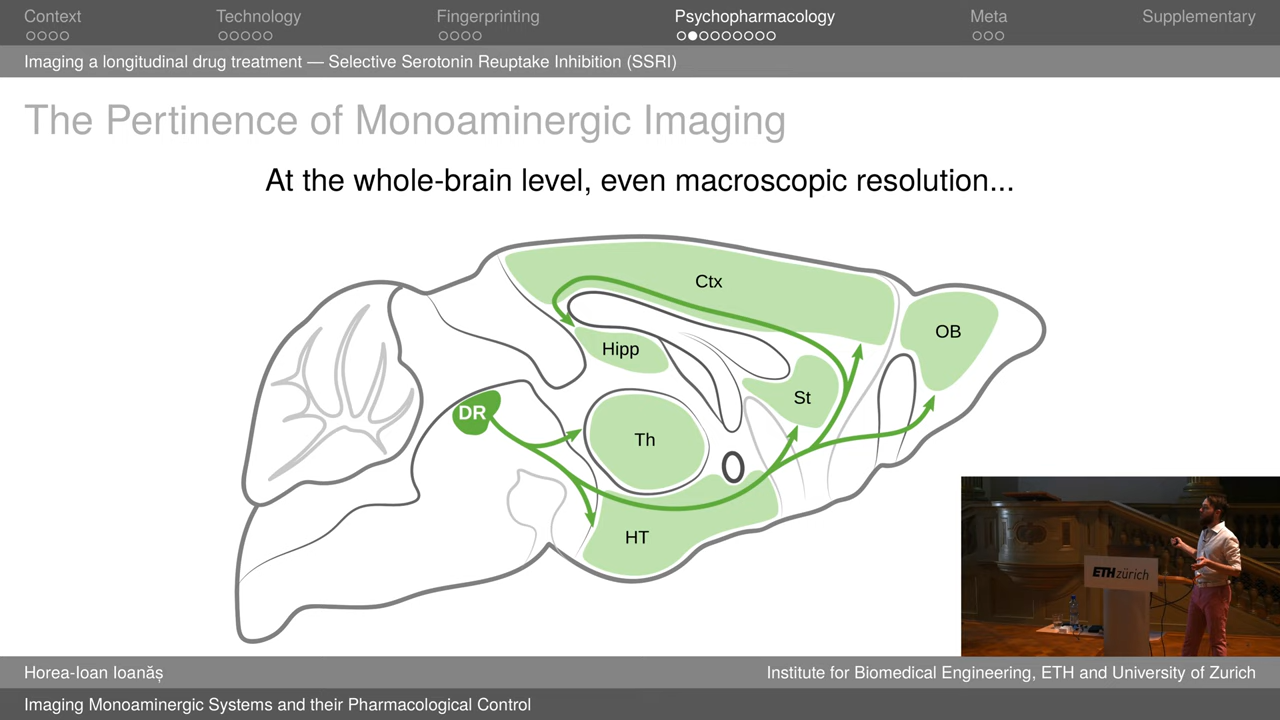 Context Technology Fingerprinting Psychopharmacology Meta Supplementary
Imaging a longitudinal drug treatment — Selective Serotonin Reuptake Inhibition (SSRI)
The Pertinence of Monoaminergic Imaging
At the whole-brain level, even macroscopic resolution...
Ctx
OB
Hipp
St
DR
Th
HT
ETH zürich
Horea-Ioan Ioanăș Institute for Biomedical Engineering, ETH and University of Zurich
Imaging Monoaminergic Systems and their Pharmacological Control